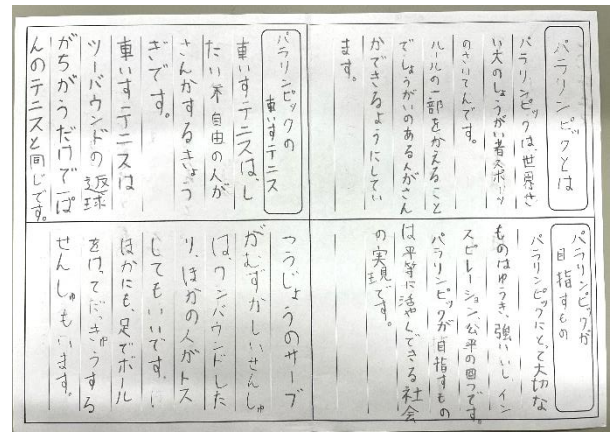 パラリンピックとは
パラリンピックは、世界さ
い大のしょうがい者スポーツ
のさいてんです。
ルールの一部をかえること
でしょうがいのある人がさん
かできるようにしてい
ます。
パラリンピックが
目指すもの
パラリンピックにとって大切な
ものはゆうき、強いいし、イン
スピレーション、公平の四つです。
パラリンピックが目指すもの
は平等に活やくできる社会
の実現です。
パラリンピックの
車いすテニス
車いすテニスは、し
たい不自由の人が
さんかするきょう
ぎです。
車いすテニスは
ツーバウンドの返球
がちがうだけで一ぱ
んのテニスと同じです。
つうじょうのサーブ
がむずかしいせんしゅ
は、ワンバウンドした
り、ほかの人がトス
してもいいです。
ほかにも、足でボール
をけってだっきゅうする
せんしゅもいます。